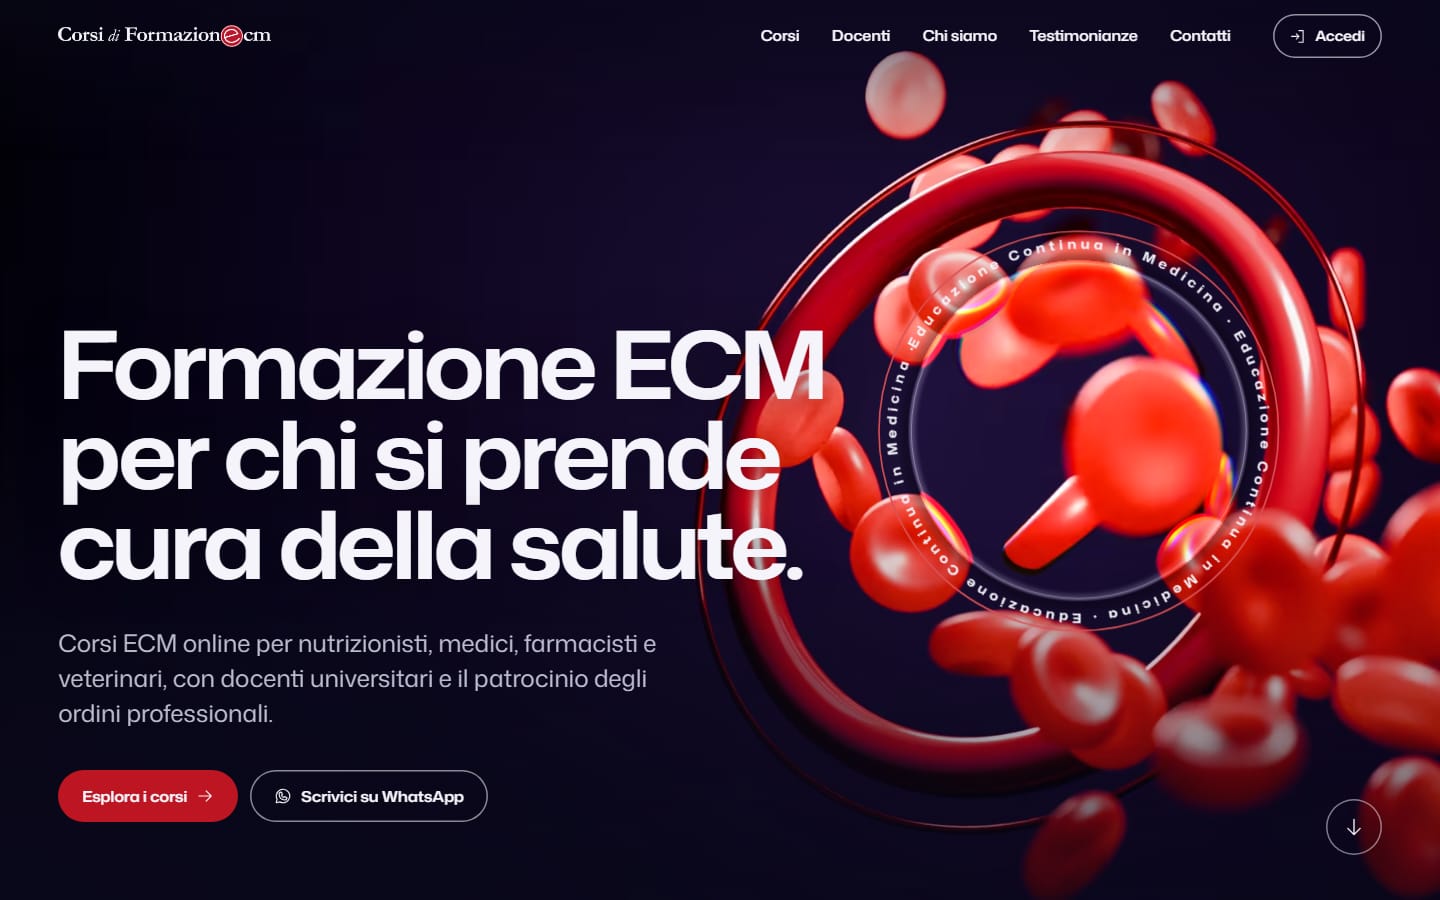 Corsi di Formazionecm
Corsi
Docenti
Chi siamo
Testimonianze
Contatti
Accedi
Educazione Continua in Medicina · Educazione Continua in Medicina · Educazione Continua in Medicina ·
Formazione ECM
per chi si prende
cura della salute.
Corsi ECM online per nutrizionisti, medici, farmacisti e
veterinari, con docenti universitari e il patrocinio degli
ordini professionali.
Esplora i corsi
Scrivici su WhatsApp